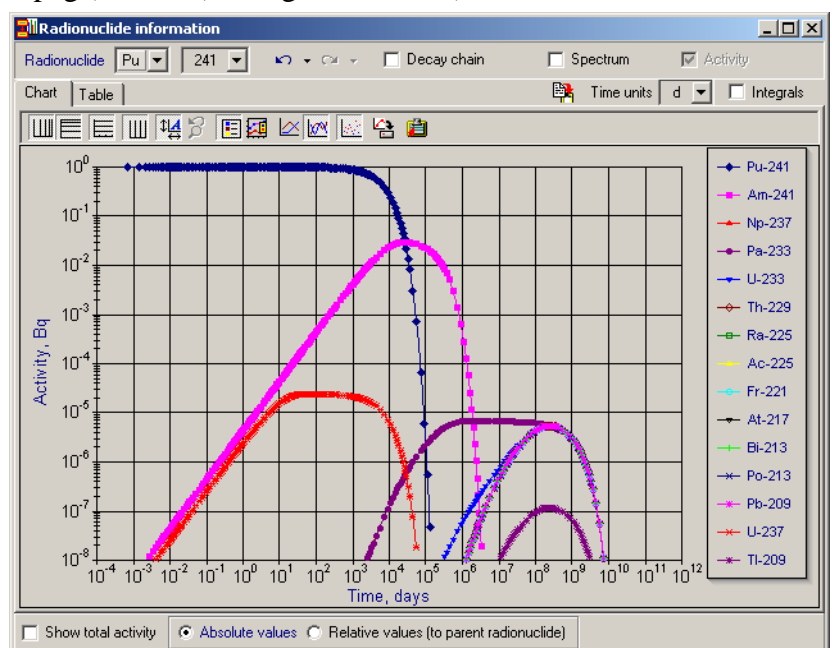 Radionuclide information
Radionuclide Pu 241 Decay chain Spectrum Activity
Chart Table Time units d Integrals
10^0
10^-1
10^-2
10^-3
10^-4
10^-5
10^-6
10^-7
10^-8
Activity, Bq
10^-4 10^-3 10^-2 10^-1 10^0 10^1 10^2 10^3 10^4 10^5 10^6 10^7 10^8 10^9 10^10 10^11 10^12
Time, days
Pu-241
Am-241
Np-237
Pa-233
U-233
Th-229
Ra-225
Ac-225
Fr-221
At-217
Bi-213
Po-213
Pb-209
U-237
Tl-209
Show total activity Absolute values Relative values (to parent radionuclide)